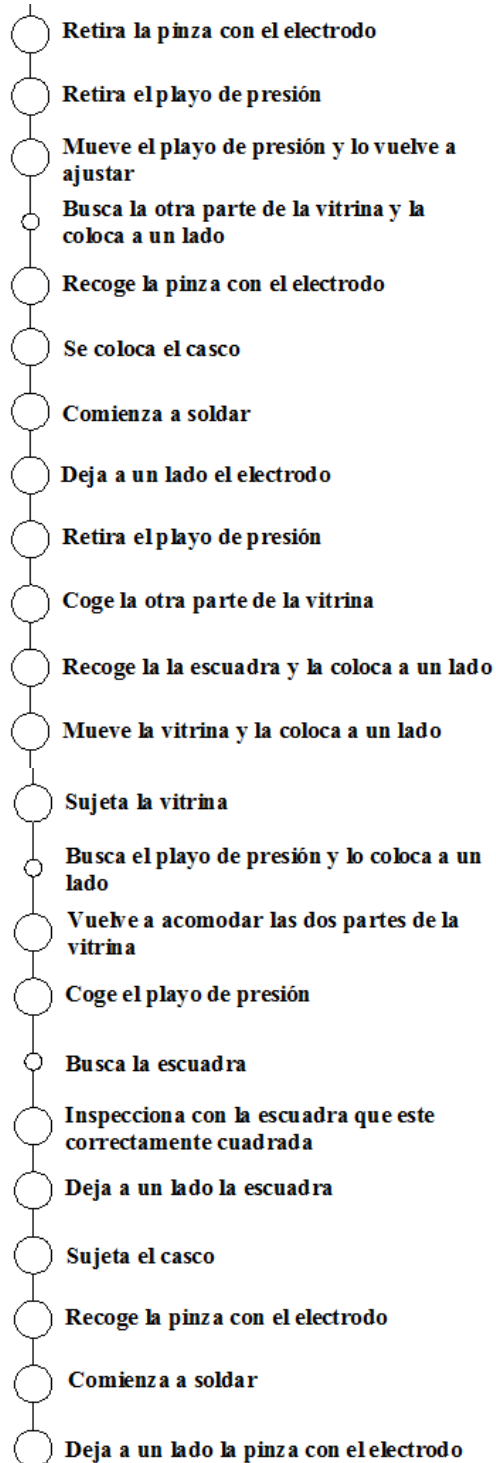 Retira la pinza con el electrodo
Retira el playo de presión
Mueve el playo de presión y lo vuelve a
ajustar
Busca la otra parte de la vitrina y la
coloca a un lado
Recoge la pinza con el electrodo
Se coloca el casco
Comienza a soldar
Deja a un lado el electrodo
Retira el playo de presión
Coge la otra parte de la vitrina
Recoge la la escuadra y la coloca a un lado
Mueve la vitrina y la coloca a un lado
Sujeta la vitrina
Busca el playo de presión y lo coloca a un
lado
Vuelve a acomodar las dos partes de la
vitrina
Coge el playo de presión
Busca la escuadra
Inspecciona con la escuadra que este
correctamente cuadrada
Deja a un lado la escuadra
Sujeta el casco
Recoge la pinza con el electrodo
Comienza a soldar
Deja a un lado la pinza con el electrodo